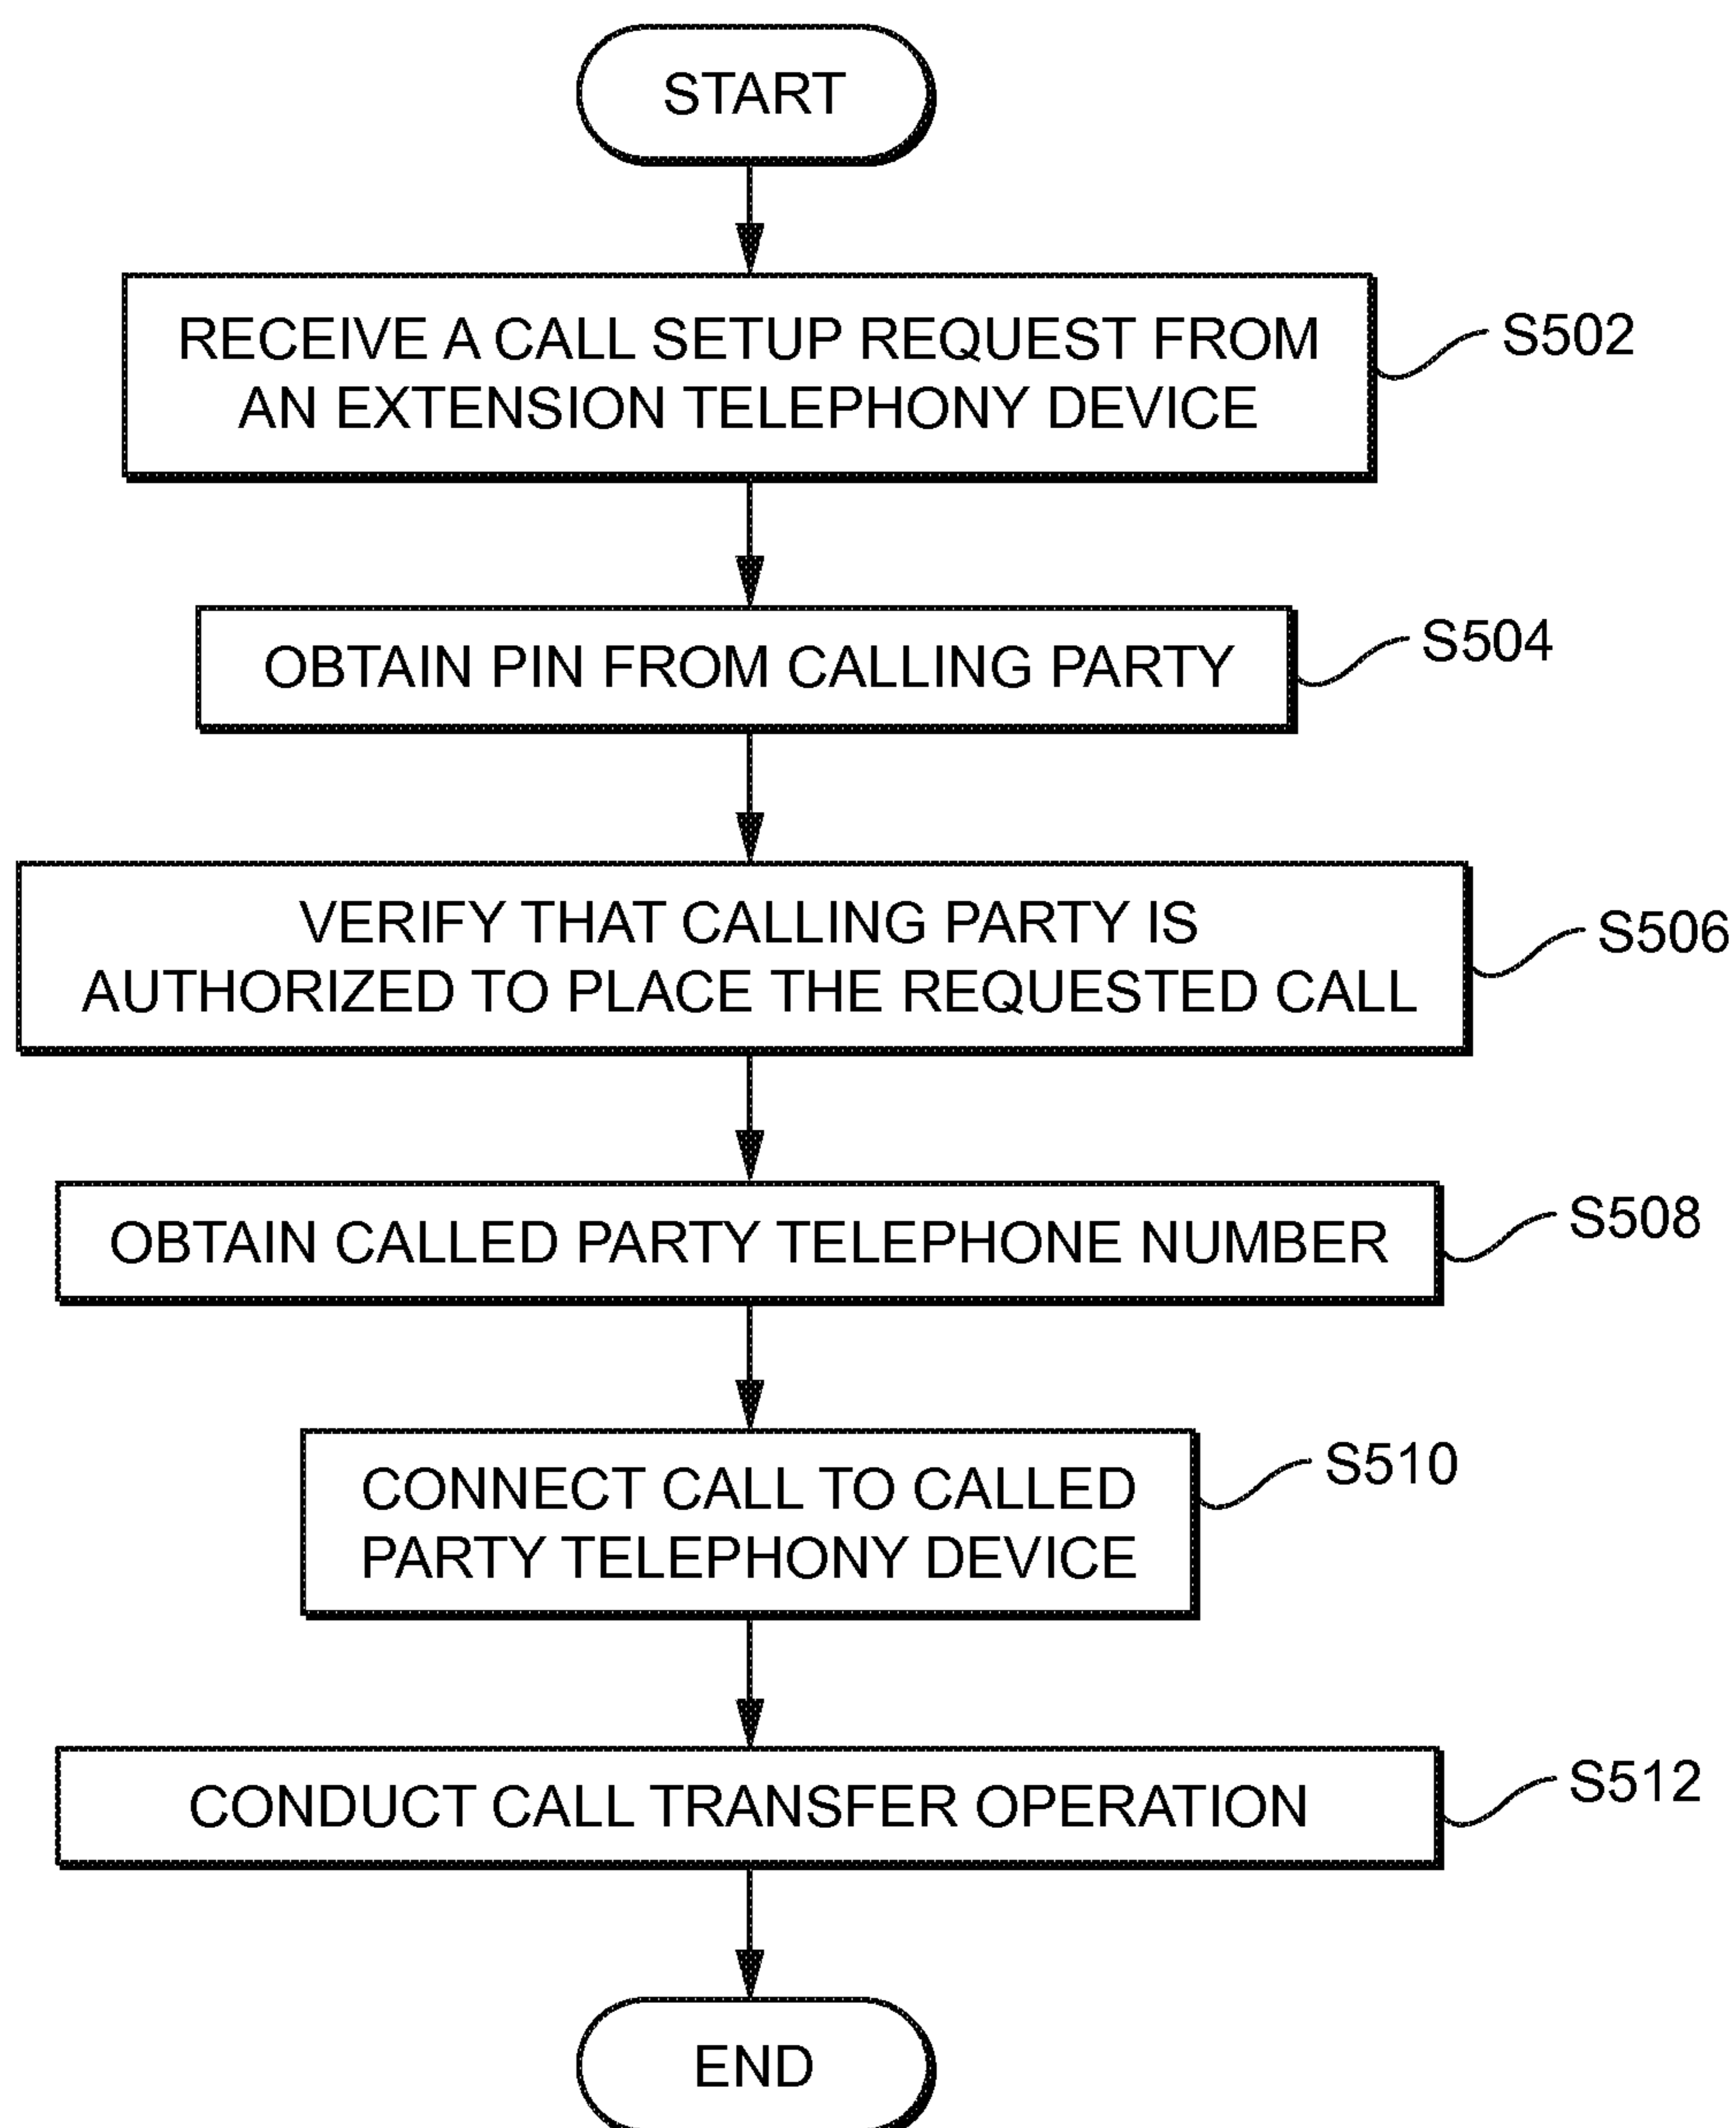 START
RECEIVE A CALL SETUP REQUEST FROM
AN EXTENSION TELEPHONY DEVICE
S502
OBTAIN PIN FROM CALLING PARTY
S504
VERIFY THAT CALLING PARTY IS
AUTHORIZED TO PLACE THE REQUESTED CALL
S506
OBTAIN CALLED PARTY TELEPHONE NUMBER
S508
CONNECT CALL TO CALLED
PARTY TELEPHONY DEVICE
S510
CONDUCT CALL TRANSFER OPERATION
S512
END